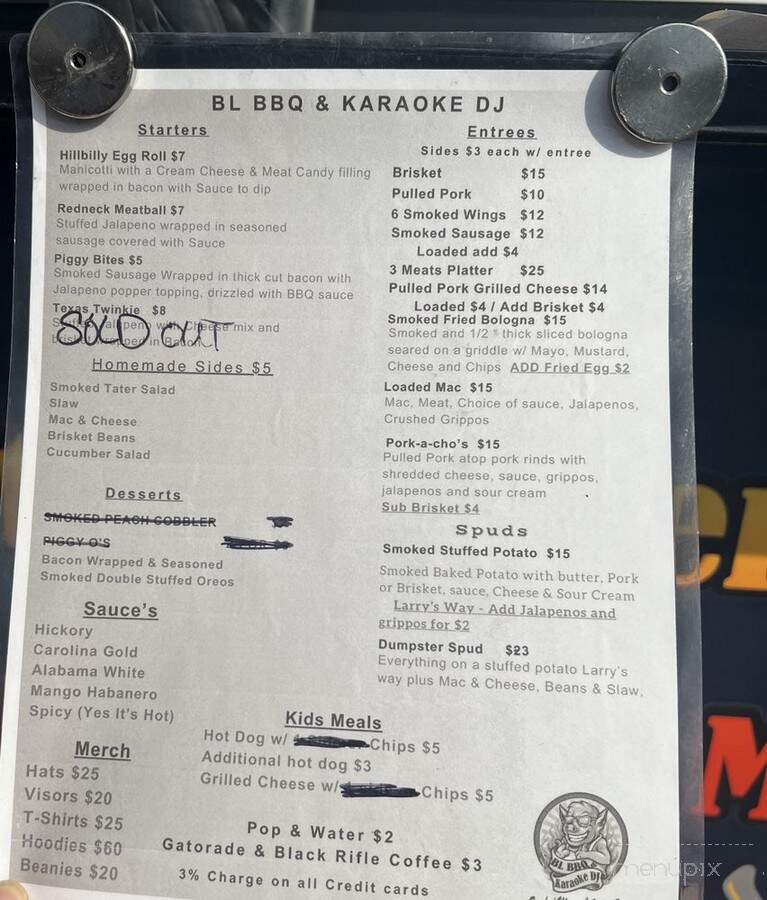 BL BBQ & KARAOKE DJ
Starters
Hillbilly Egg Roll $7
Manicotti with a Cream Cheese & Meat Candy filling
wrapped in bacon with Sauce to dip
Redneck Meatball $7
Stuffed Jalapeno wrapped in seasoned
sausage covered with Sauce
Piggy Bites $5
Smoked Sausage Wrapped in thick cut bacon with
Jalapeno popper topping, drizzled with BBQ sauce
Texas Twinkie $8
SOLD OUT
Cheese mix and
Homemade Sides $5
Smoked Tater Salad
Slaw
Mac & Cheese
Brisket Beans
Cucumber Salad
Desserts
SMOKED PEACH COBBLER
PIGGY O'S
Bacon Wrapped & Seasoned
Smoked Double Stuffed Oreos
Sauce's
Hickory
Carolina Gold
Alabama White
Mango Habanero
Spicy (Yes It's Hot)
Merch
Hats $25
Visors $20
T-Shirts $25
Hoodies $60
Beanies $20
Entrees
Sides $3 each w/ entree
Brisket $15
Pulled Pork $10
6 Smoked Wings $12
Smoked Sausage $12
Loaded add $4
3 Meats Platter $25
Pulled Pork Grilled Cheese $14
Loaded $4 / Add Brisket $4
Smoked Fried Bologna $15
Smoked and 1/2 " thick sliced bologna
seared on a griddle w/ Mayo, Mustard,
Cheese and Chips ADD Fried Egg $2
Loaded Mac $15
Mac, Meat, Choice of sauce, Jalapenos,
Crushed Grippos
Pork-a-cho's $15
Pulled Pork atop pork rinds with
shredded cheese, sauce, grippos,
jalapenos and sour cream
Sub Brisket $4
Spuds
Smoked Stuffed Potato $15
Smoked Baked Potato with butter, Pork
or Brisket, sauce, Cheese & Sour Cream
Larry's Way - Add Jalapenos and
grippos for $2
Dumpster Spud $23
Everything on a stuffed potato Larry's
way plus Mac & Cheese, Beans & Slaw,
Kids Meals
Hot Dog w/ Chips $5
Additional hot dog $3
Grilled Cheese w/ Chips $5
Pop & Water $2
Gatorade & Black Rifle Coffee $3
3% Charge on all Credit cards
BL BBQ &
Karaoke DJ
menupix